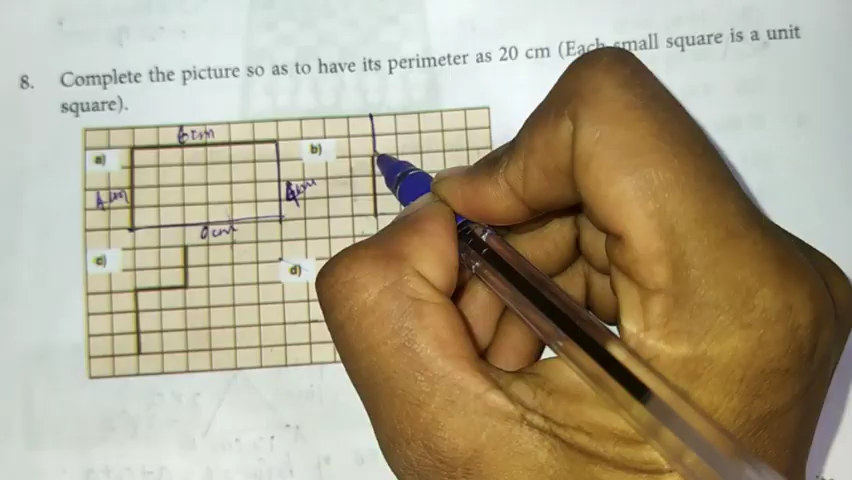 8. Complete the picture so as to have its perimeter as 20 cm (Each small square is a unit
square).
6cm
a)
b)
4cm
4cm
6cm
c)
d)